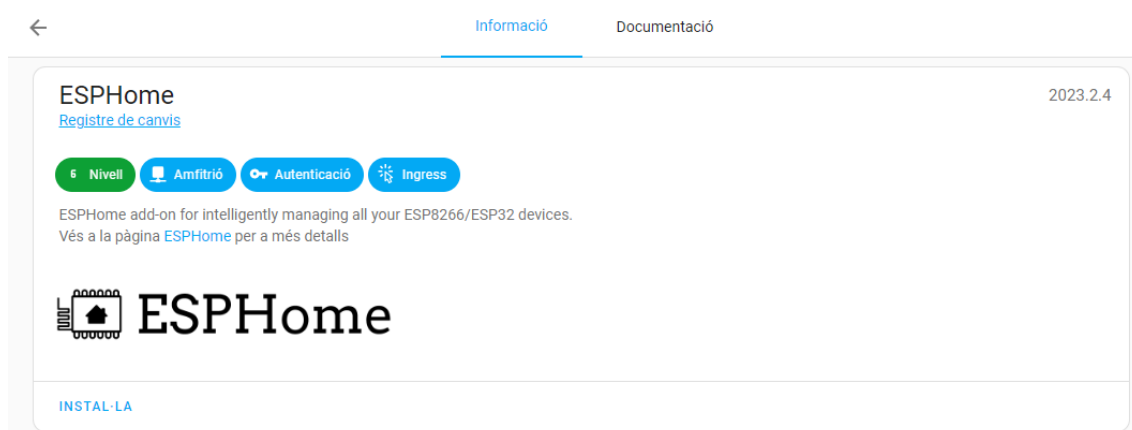 Informació Documentació
ESPHome 2023.2.4
Registre de canvis
6 Nivell Amfitrió Autenticació Ingress
ESPHome add-on for intelligently managing all your ESP8266/ESP32 devices.
Vés a la pàgina ESPHome per a més detalls
ESPHome
INSTAL·LA